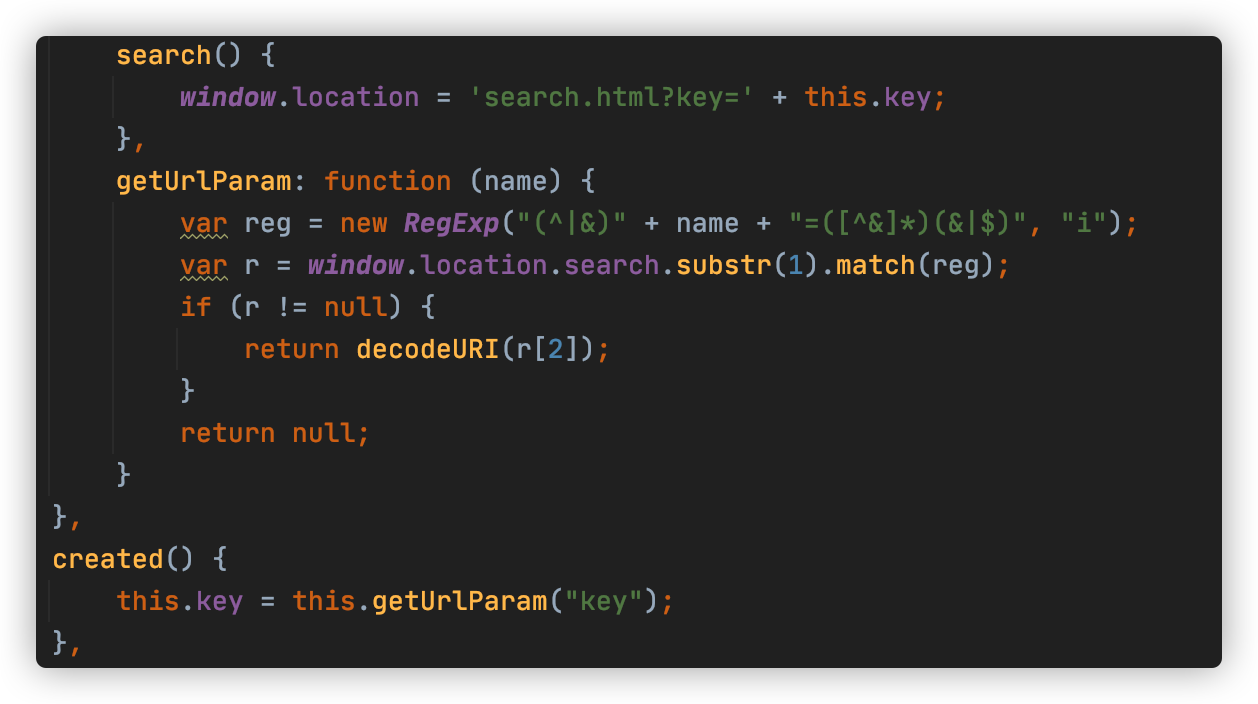 search() {
window.location = 'search.html?key=' + this.key;
},
getUrlParam: function (name) {
var reg = new RegExp("(^|&)" + name + "=([^&]*)(&|$)", "i");
var r = window.location.search.substr(1).match(reg);
if (r != null) {
return decodeURI(r[2]);
}
return null;
}
},
created() {
this.key = this.getUrlParam("key");
},